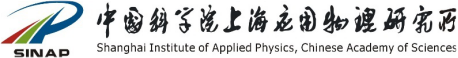 SINAP
中国科学院上海应用物理研究所
Shanghai Institute of Applied Physics, Chinese Academy of Sciences